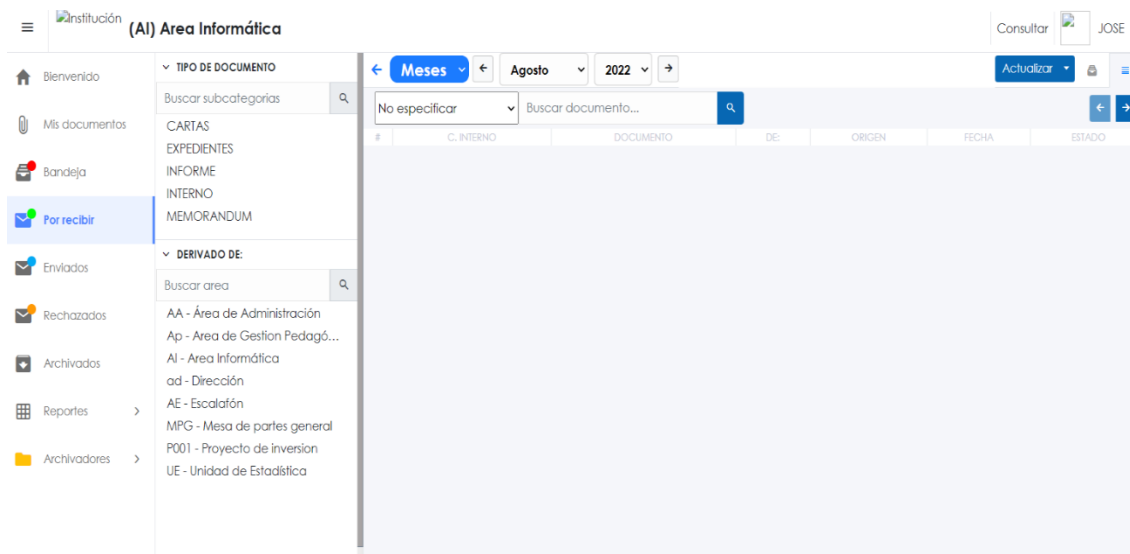 Institución
(AI) Area Informática
Consultar
JOSE
Bienvenido
Mis documentos
Bandeja
Por recibir
Enviados
Rechazados
Archivados
Reportes
Archivadores
TIPO DE DOCUMENTO
Buscar subcategorias
CARTAS
EXPEDIENTES
INFORME
INTERNO
MEMORANDUM
DERIVADO DE:
Buscar area
AA - Área de Administración
Ap - Area de Gestion Pedagó...
AI - Area Informática
ad - Dirección
AE - Escalafón
MPG - Mesa de partes general
P001 - Proyecto de inversion
UE - Unidad de Estadística
Meses
Agosto
2022
Actualizar
No especificar
Buscar documento...
# C. INTERNO DOCUMENTO DE: ORIGEN FECHA ESTADO